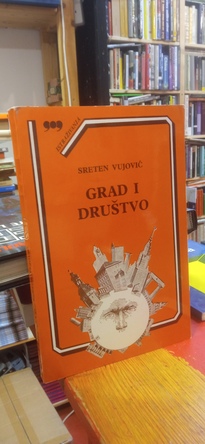 SRETEN VUJOVIĆ
GRAD I
DRUŠTVO